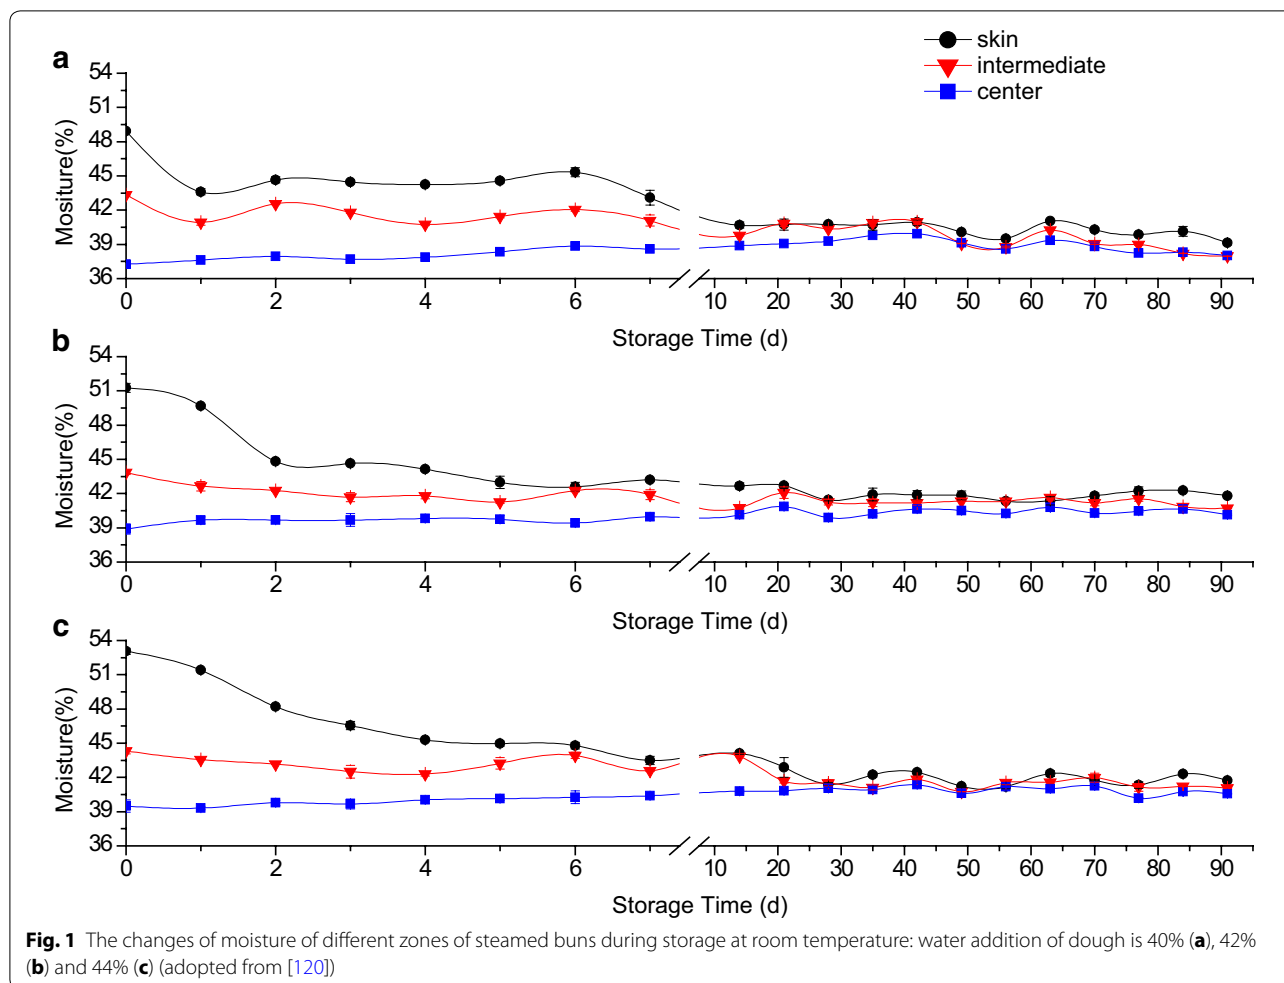 a
skin
intermediate
center
54
51
48
45
42
39
36
Mositure(%)
0 2 4 6 10 20 30 40 50 60 70 80 90
Storage Time (d)
b
54
51
48
45
42
39
36
Moisture(%)
0 2 4 6 10 20 30 40 50 60 70 80 90
Storage Time (d)
c
54
51
48
45
42
39
36
Moisture(%)
0 2 4 6 10 20 30 40 50 60 70 80 90
Storage Time (d)
Fig. 1 The changes of moisture of different zones of steamed buns during storage at room temperature: water addition of dough is 40% (a), 42%
(b) and 44% (c) (adopted from [120])